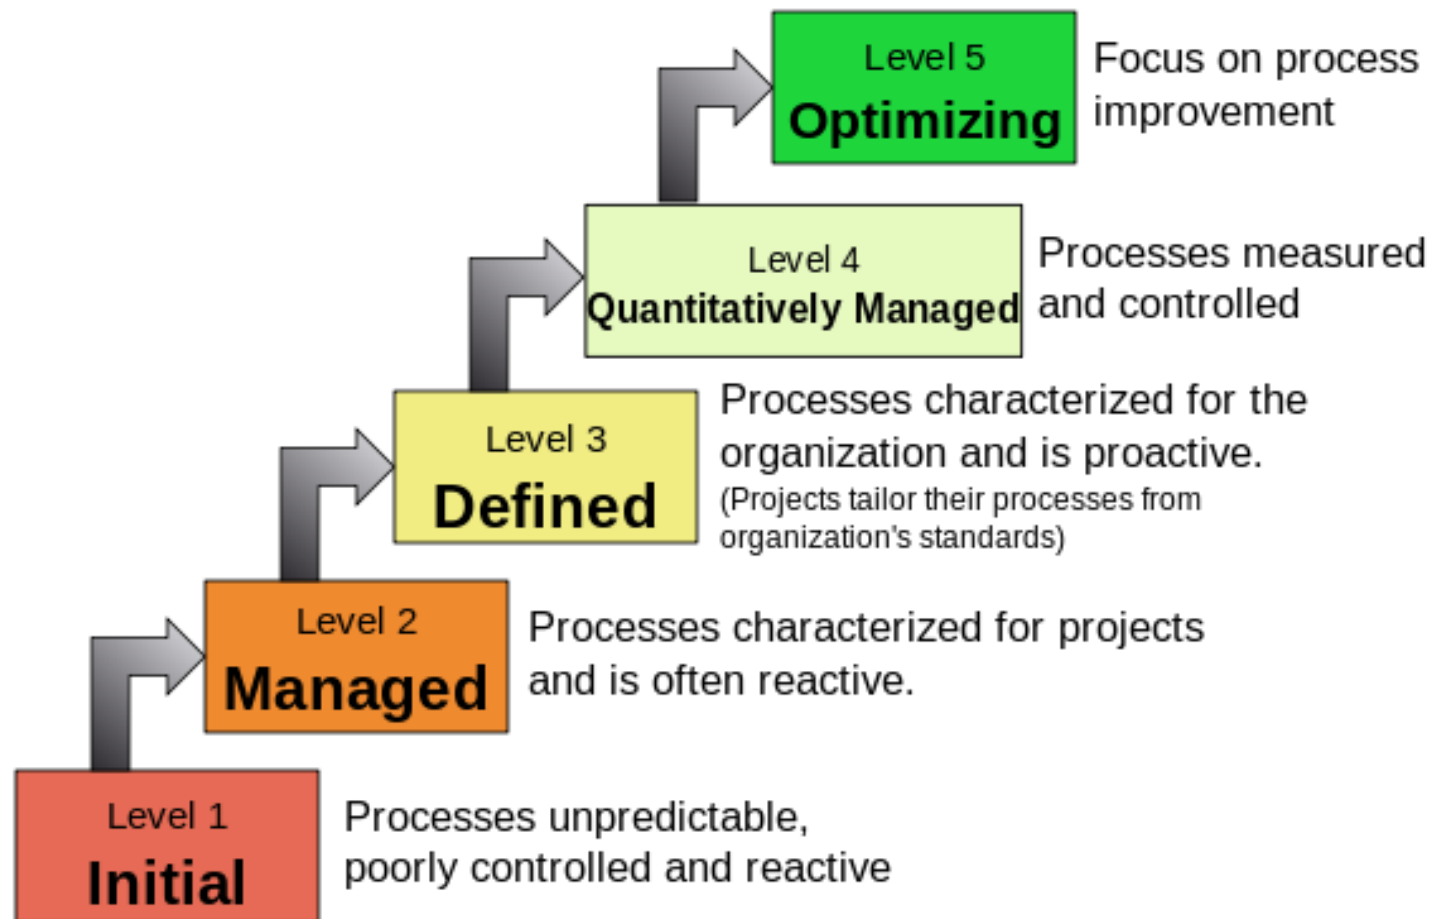 Level 5
Optimizing
Focus on process
improvement
Level 4
Quantitatively Managed
Processes measured
and controlled
Level 3
Defined
Processes characterized for the
organization and is proactive.
(Projects tailor their processes from
organization's standards)
Level 2
Managed
Processes characterized for projects
and is often reactive.
Level 1
Initial
Processes unpredictable,
poorly controlled and reactive